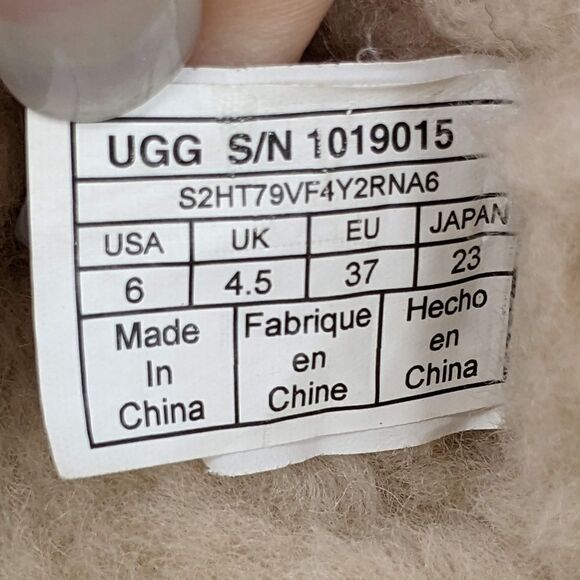 UGG S/N 1019015
S2HT79VF4Y2RNA6
USA UK EU JAPAN
6 4.5 37 23
Made Fabrique Hecho
In en en
China Chine China